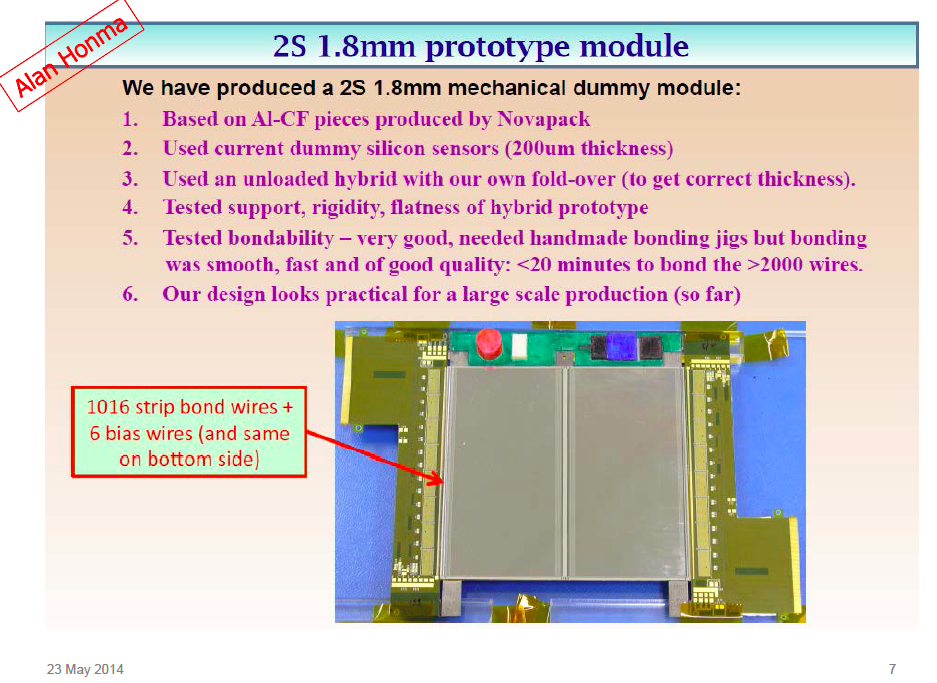 Alan Honma
2S 1.8mm prototype module
We have produced a 2S 1.8mm mechanical dummy module:
1. Based on Al-CF pieces produced by Novapack
2. Used current dummy silicon sensors (200um thickness)
3. Used an unloaded hybrid with our own fold-over (to get correct thickness).
4. Tested support, rigidity, flatness of hybrid prototype
5. Tested bondability – very good, needed handmade bonding jigs but bonding
was smooth, fast and of good quality: <20 minutes to bond the >2000 wires.
6. Our design looks practical for a large scale production (so far)
1016 strip bond wires +
6 bias wires (and same
on bottom side)
23 May 2014
7